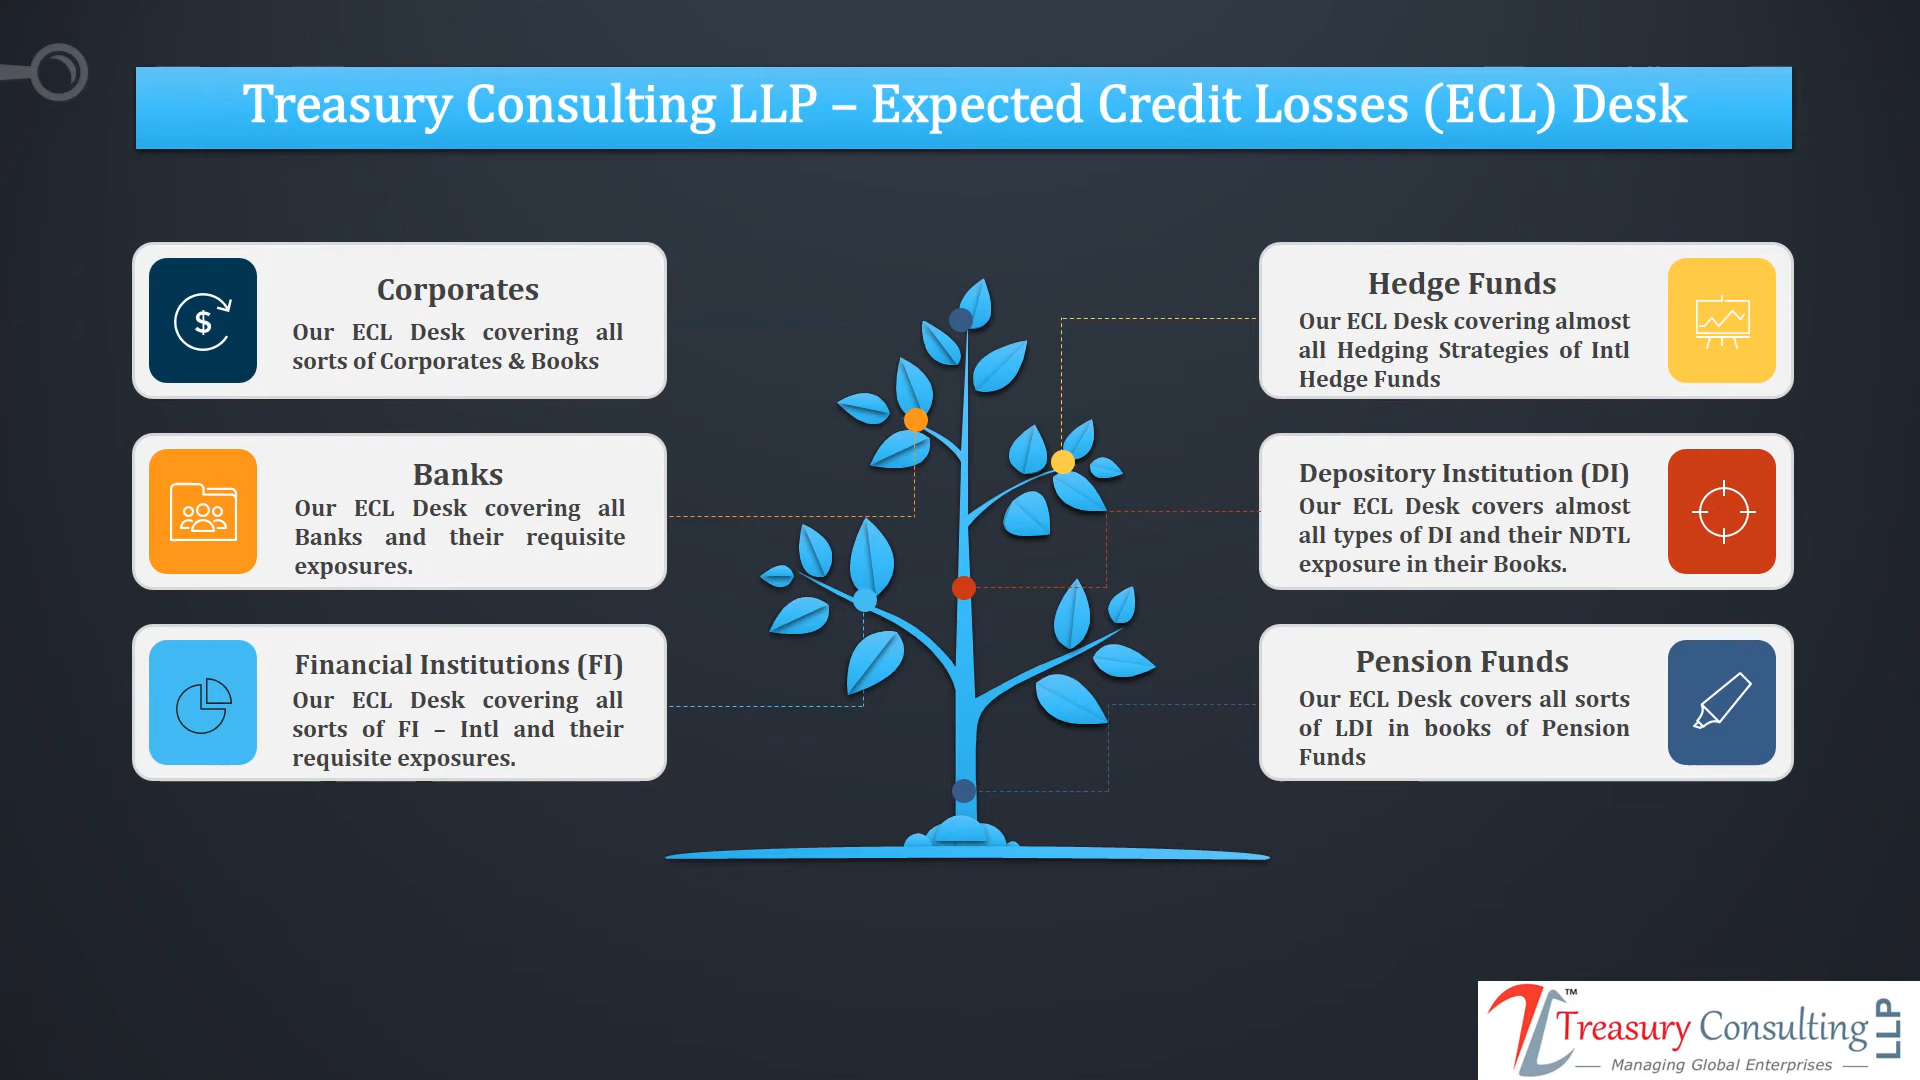 Treasury Consulting LLP – Expected Credit Losses (ECL) Desk
Corporates
Our ECL Desk covering all
sorts of Corporates & Books
Banks
Our ECL Desk covering all
Banks and their requisite
exposures.
Financial Institutions (FI)
Our ECL Desk covering all
sorts of FI – Intl and their
requisite exposures.
Hedge Funds
Our ECL Desk covering almost
all Hedging Strategies of Intl
Hedge Funds
Depository Institution (DI)
Our ECL Desk covers almost
all types of DI and their NDTL
exposure in their Books.
Pension Funds
Our ECL Desk covers all sorts
of LDI in books of Pension
Funds
$
TM
Treasury Consulting
LLP
Managing Global Enterprises